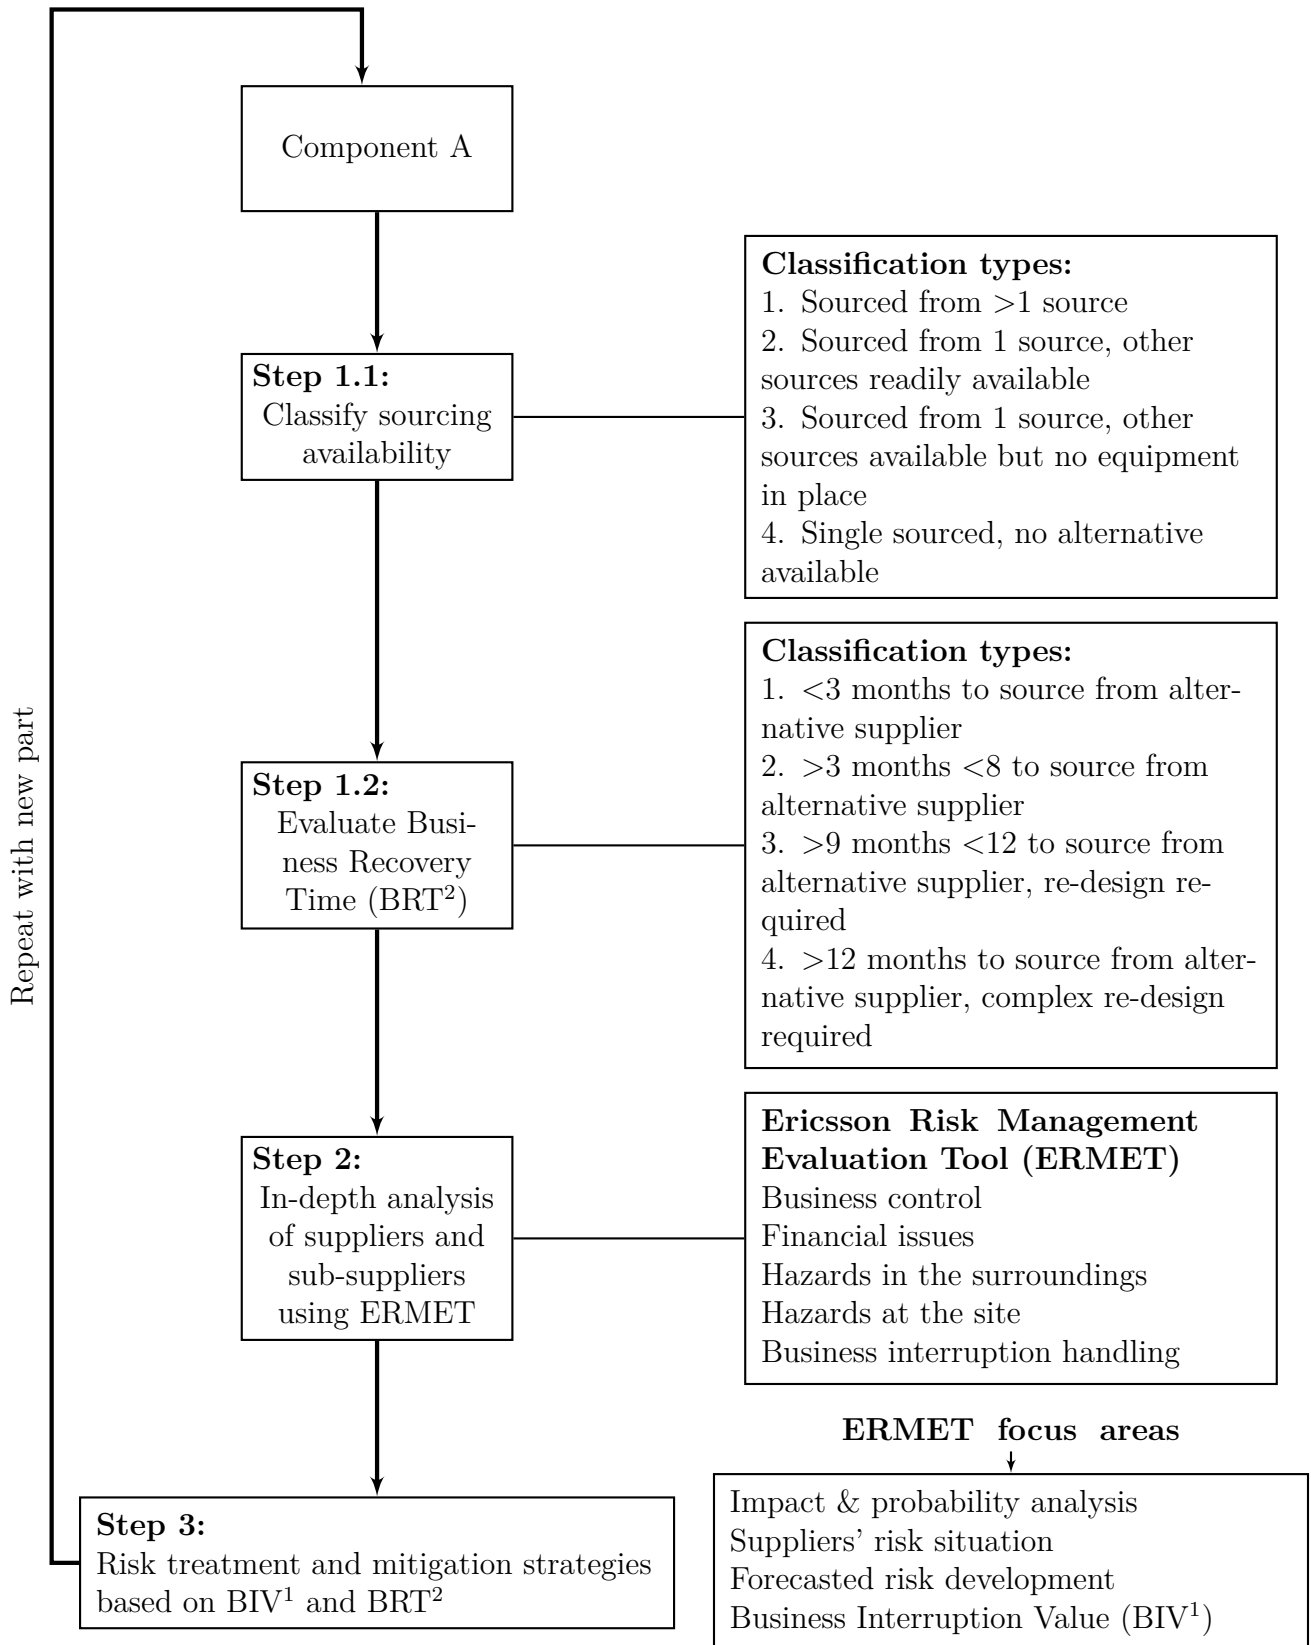 Component A
Classification types:
1. Sourced from >1 source
2. Sourced from 1 source, other
sources readily available
3. Sourced from 1 source, other
sources available but no equipment
in place
4. Single sourced, no alternative
available
Step 1.1:
Classify sourcing
availability
Classification types:
1. <3 months to source from alter-
native supplier
2. >3 months <8 to source from
alternative supplier
3. >9 months <12 to source from
alternative supplier, re-design re-
quired
4. >12 months to source from alter-
native supplier, complex re-design
required
Step 1.2:
Evaluate Busi-
ness Recovery
Time (BRT²)
Repeat with new part
Ericsson Risk Management
Evaluation Tool (ERMET)
Business control
Financial issues
Hazards in the surroundings
Hazards at the site
Business interruption handling
Step 2:
In-depth analysis
of suppliers and
sub-suppliers
using ERMET
ERMET focus areas
Impact & probability analysis
Suppliers’ risk situation
Forecasted risk development
Business Interruption Value (BIV¹)
Step 3:
Risk treatment and mitigation strategies
based on BIV¹ and BRT²